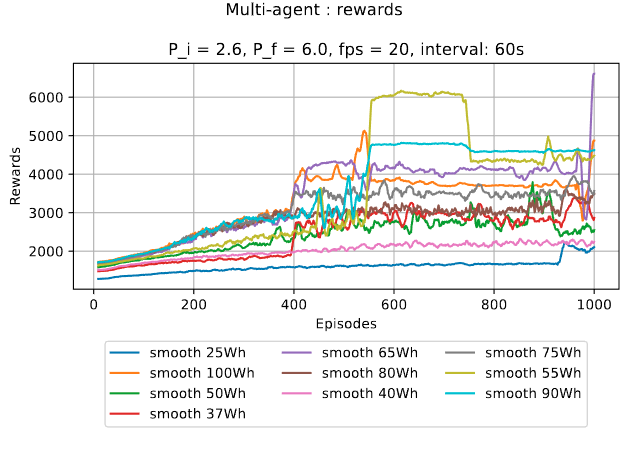 Multi-agent : rewards
P_i = 2.6, P_f = 6.0, fps = 20, interval: 60s
6000
5000
4000
3000
2000
Rewards
0 200 400 600 800 1000
Episodes
smooth 25Wh smooth 65Wh smooth 75Wh
smooth 100Wh smooth 80Wh smooth 55Wh
smooth 50Wh smooth 40Wh smooth 90Wh
smooth 37Wh